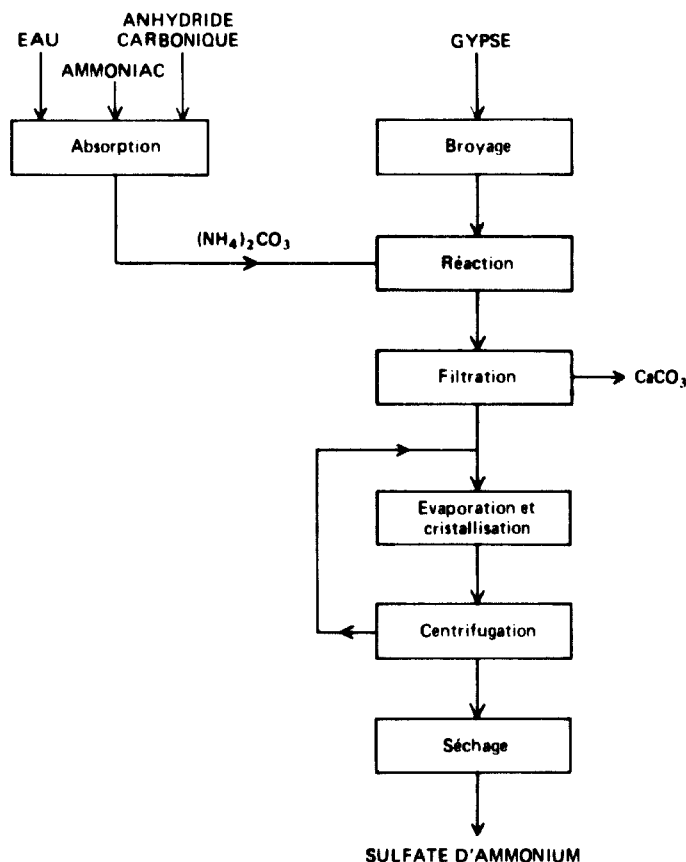 ANHYDRIDE
EAU CARBONIQUE
AMMONIAC
GYPSE
Absorption
Broyage
(NH₄)₂CO₃
Réaction
Filtration
CaCO₃
Evaporation et
cristallisation
Centrifugation
Séchage
SULFATE D'AMMONIUM